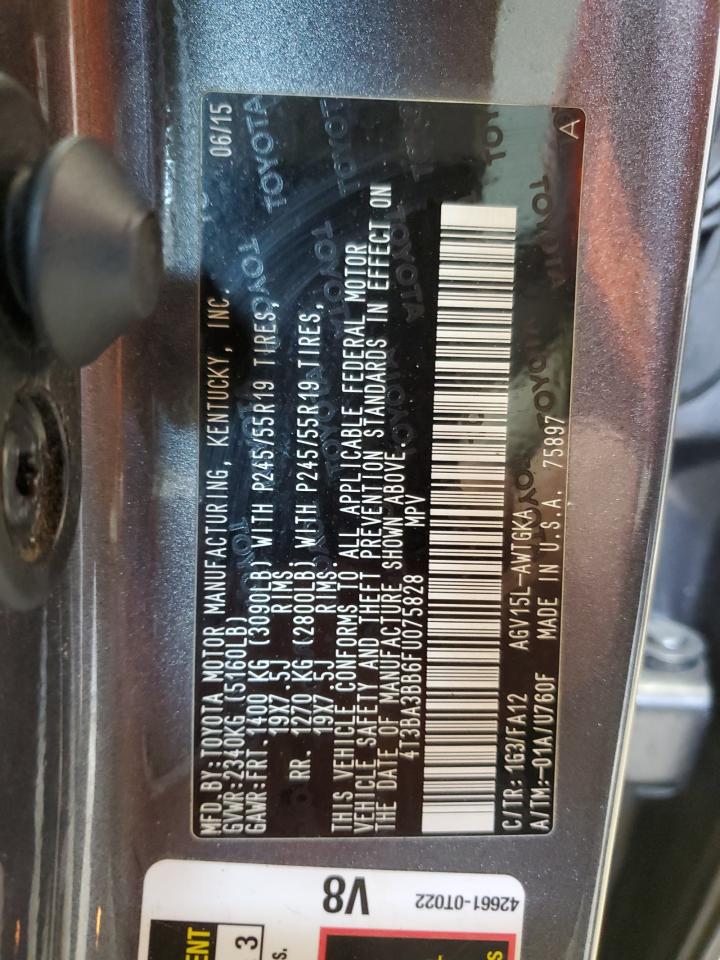 MFD. BY: TOYOTA MOTOR MANUFACTURING, KENTUCKY, INC. 06/15
GVWR:2340KG (5160LB)
GAWR:FRT. 1400 KG (3090LB) WITH P245/55R19 TIRES,
19X7.5J RIMS,
RR. 1270 KG (2800LB) WITH P245/55R19 TIRES,
19X7.5J RIMS.
THIS VEHICLE CONFORMS TO ALL APPLICABLE FEDERAL MOTOR
VEHICLE SAFETY AND THEFT PREVENTION STANDARDS IN EFFECT ON
THE DATE OF MANUFACTURE SHOWN ABOVE.
4T3BA3BB6FU075828 MPV
C/TR:1G3/FA12 AGV15L-AWTGKA
A/TM:-01A/U760F MADE IN U.S.A. 75897
A
V8
42661-0T022
3